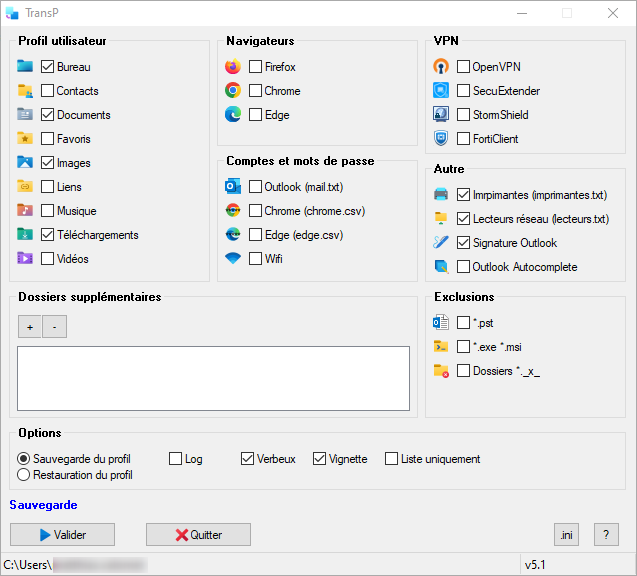 TransP
Profil utilisateur
Bureau
Contacts
Documents
Favoris
Images
Liens
Musique
Téléchargements
Vidéos
Navigateurs
Firefox
Chrome
Edge
Comptes et mots de passe
Outlook (mail.txt)
Chrome (chrome.csv)
Edge (edge.csv)
Wifi
VPN
OpenVPN
SecuExtender
StormShield
FortiClient
Autre
Imrpimantes (imprimantes.txt)
Lecteurs réseau (lecteurs.txt)
Signature Outlook
Outlook Autocomplete
Dossiers supplémentaires
+ -
Exclusions
*.pst
*.exe *.msi
Dossiers *._x_
Options
Sauvegarde du profil Log Verbeux Vignette Liste uniquement
Restauration du profil
Sauvegarde
Valider Quitter .ini ?
C:\Users\ v5.1